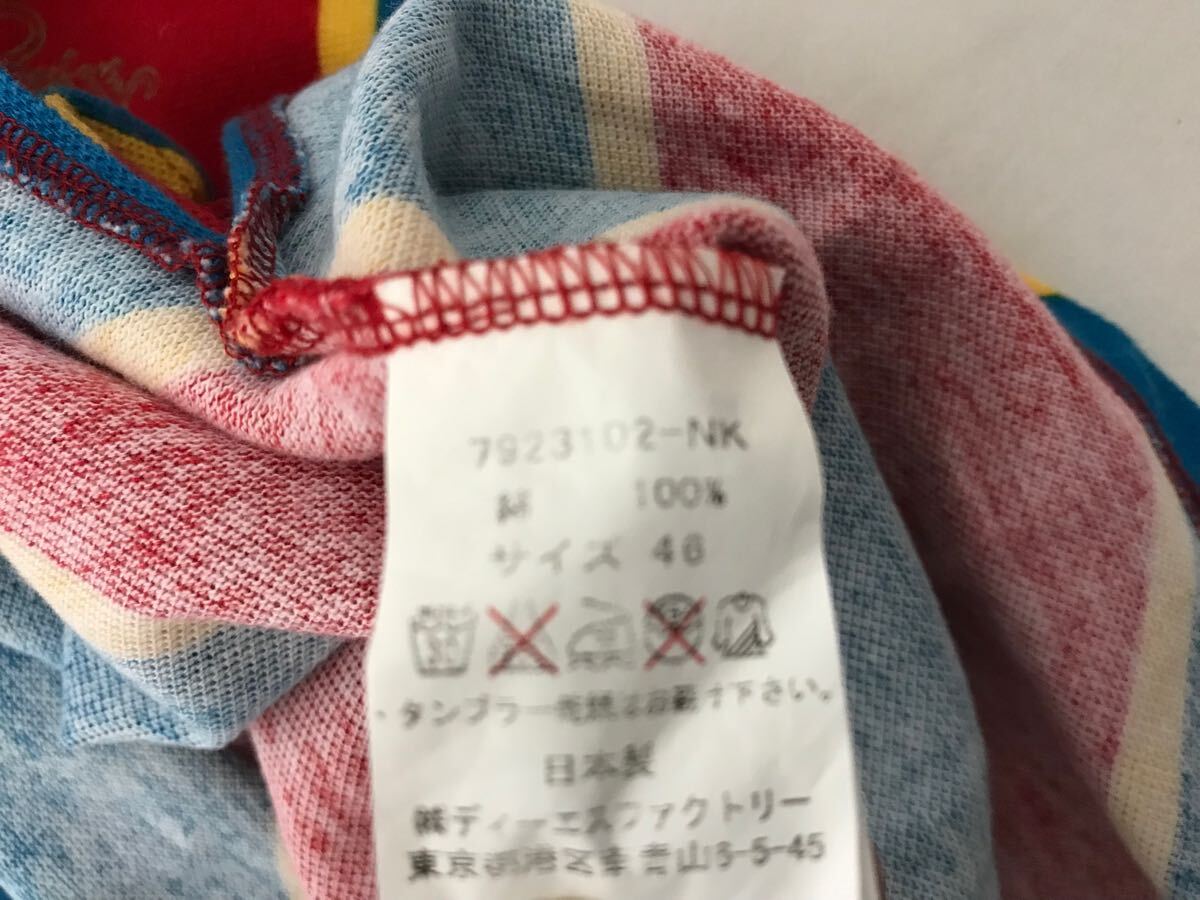 7923102-NK
綿 100%
サイズ 46
・タンブラー乾燥はお避け下さい。
日本製
㈱ディーエスファクトリー
東京都港区南青山5-5-45